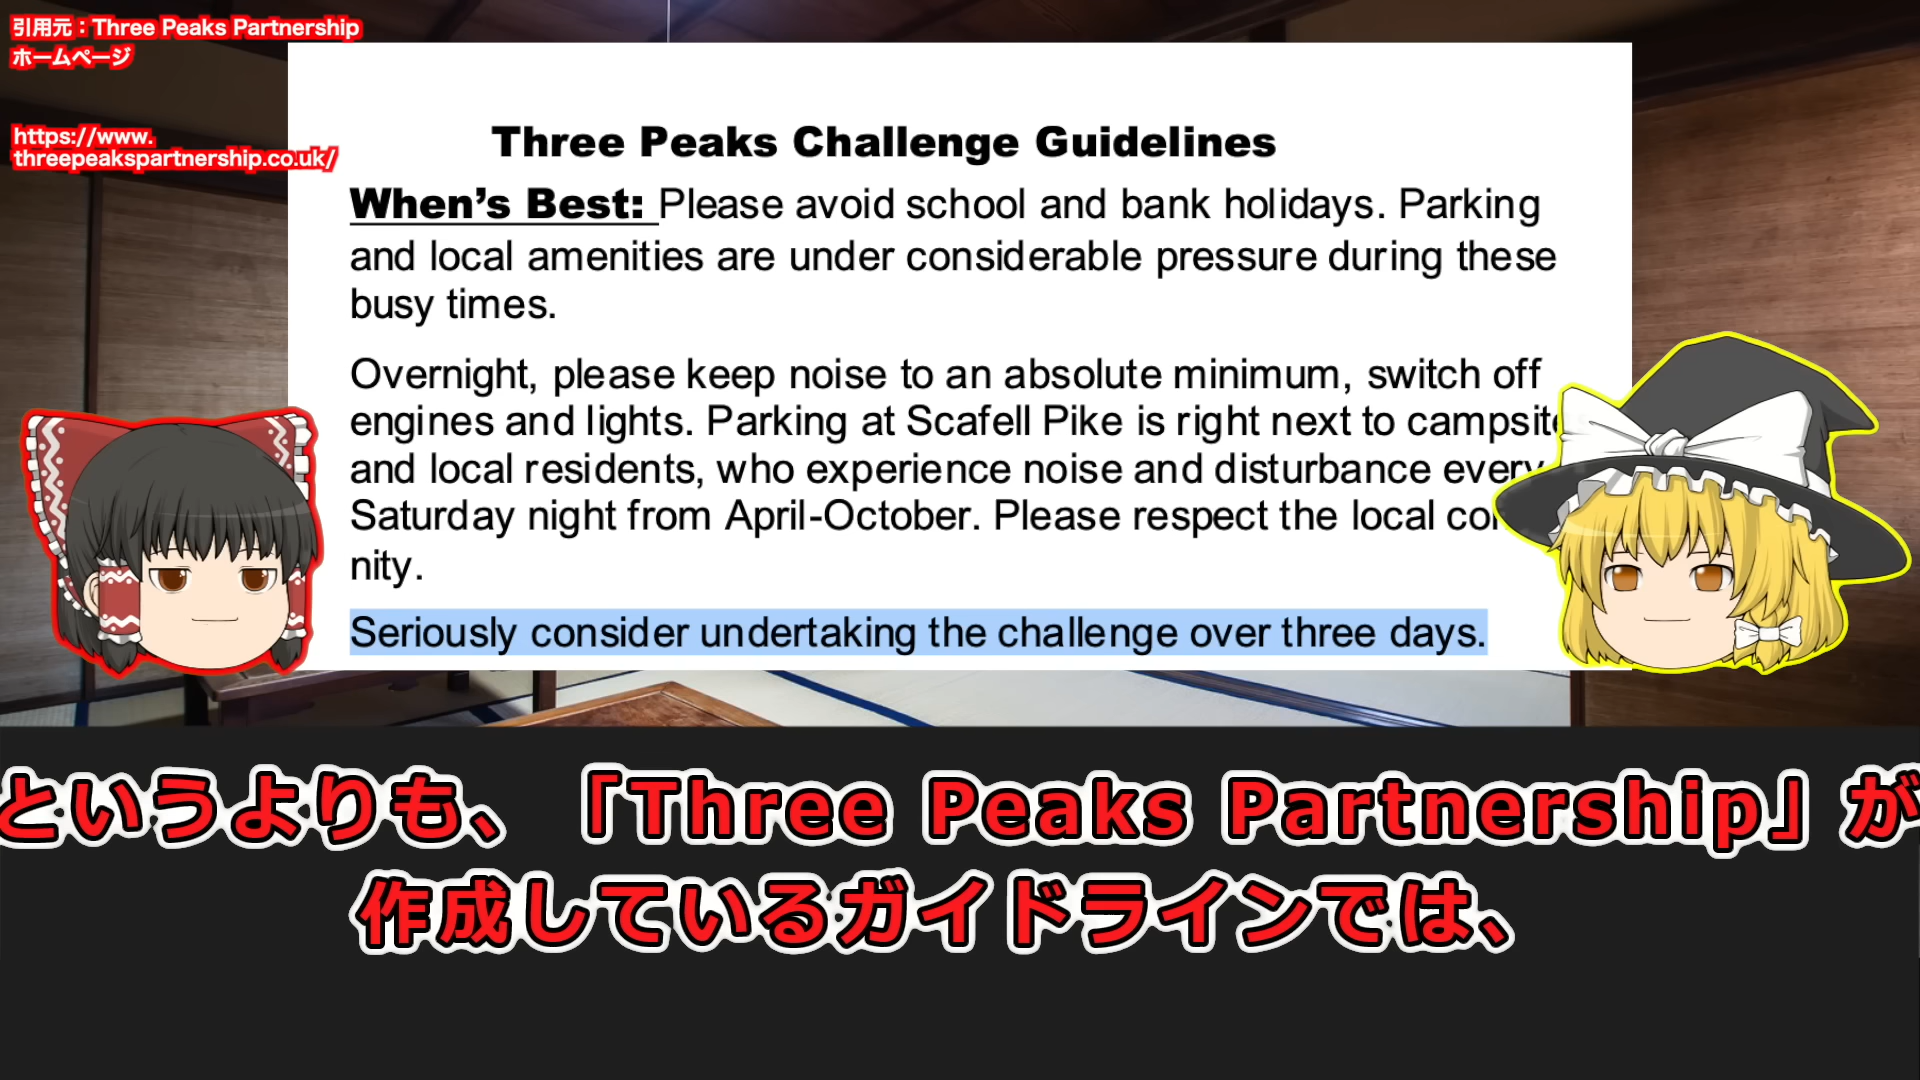 引用元：Three Peaks Partnership
ホームページ
https://www.
threepeakspartnership.co.uk/
Three Peaks Challenge Guidelines
When’s Best: Please avoid school and bank holidays. Parking
and local amenities are under considerable pressure during these
busy times.
Overnight, please keep noise to an absolute minimum, switch off
engines and lights. Parking at Scafell Pike is right next to campsite
and local residents, who experience noise and disturbance every
Saturday night from April-October. Please respect the local
nity.
Seriously consider undertaking the challenge over three days.
というよりも、「Three Peaks Partnership」が
作成しているガイドラインでは、